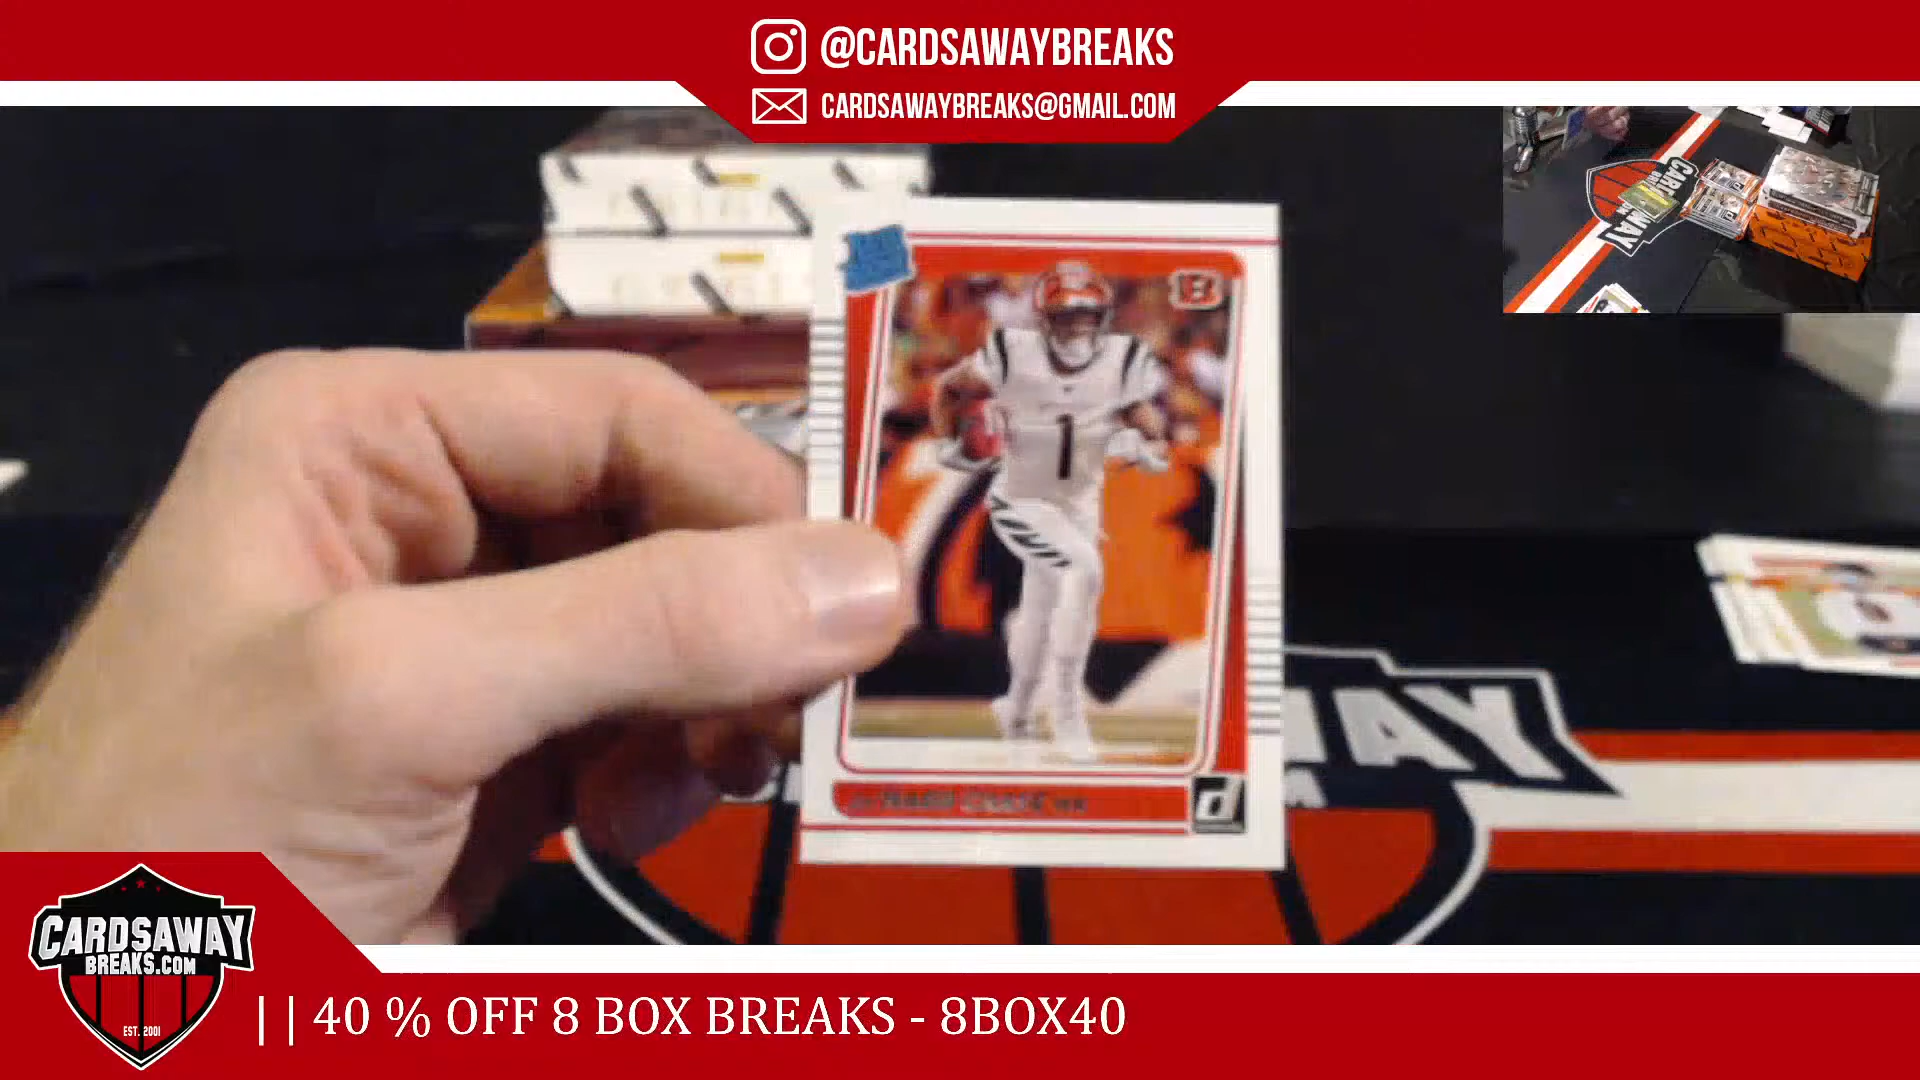 @CARDSAWAYBREAKS
CARDSAWAYBREAKS@GMAIL.COM
1
CARDSAWAY
BREAKS.COM
EST. 2001
|| 40 % OFF 8 BOX BREAKS - 8BOX40